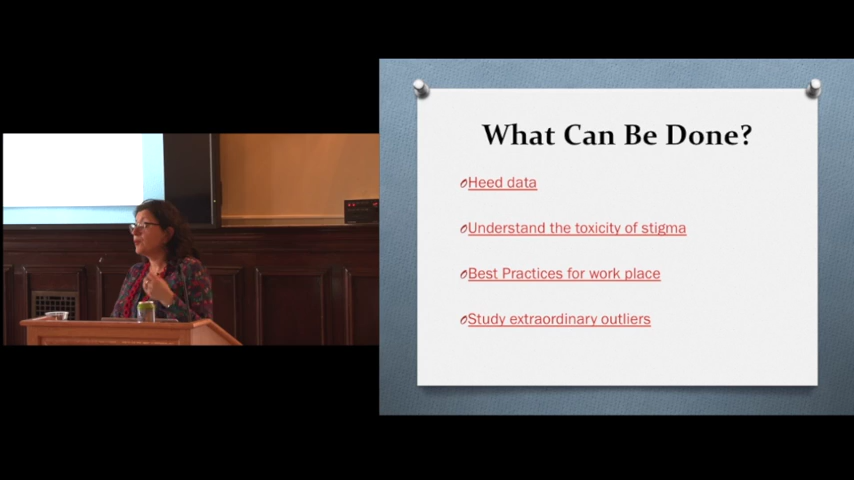 What Can Be Done?
Heed data
Understand the toxicity of stigma
Best Practices for work place
Study extraordinary outliers